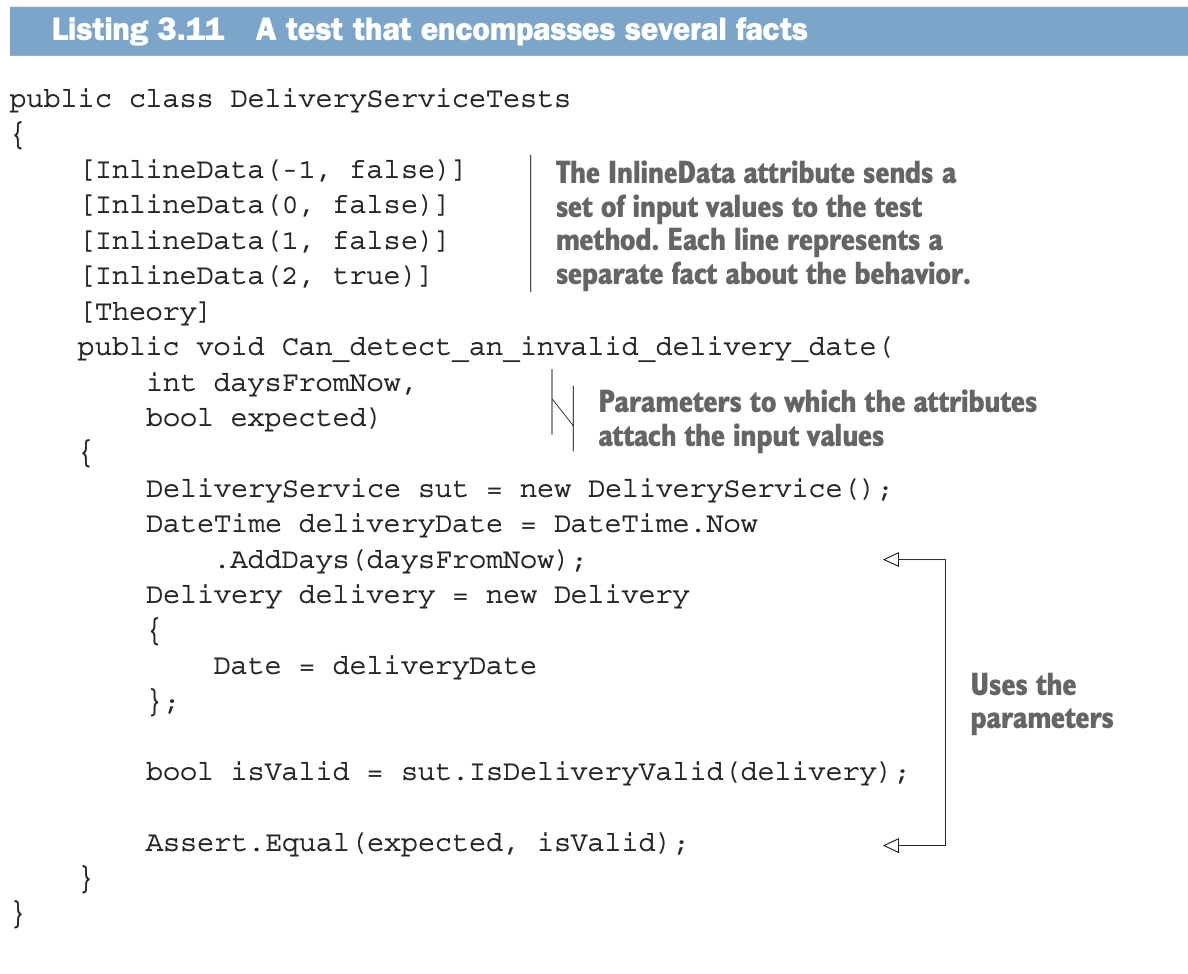 Listing 3.11 A test that encompasses several facts
public class DeliveryServiceTests
{
[InlineData(-1, false)]
[InlineData(0, false)]
[InlineData(1, false)]
[InlineData(2, true)]
The InlineData attribute sends a
set of input values to the test
method. Each line represents a
separate fact about the behavior.
[Theory]
public void Can_detect_an_invalid_delivery_date(
int daysFromNow,
bool expected)
Parameters to which the attributes
attach the input values
{
DeliveryService sut = new DeliveryService();
DateTime deliveryDate = DateTime.Now
.AddDays(daysFromNow);
Delivery delivery = new Delivery
{
Date = deliveryDate
};
Uses the
parameters
bool isValid = sut.IsDeliveryValid(delivery);
Assert.Equal(expected, isValid);
}
}